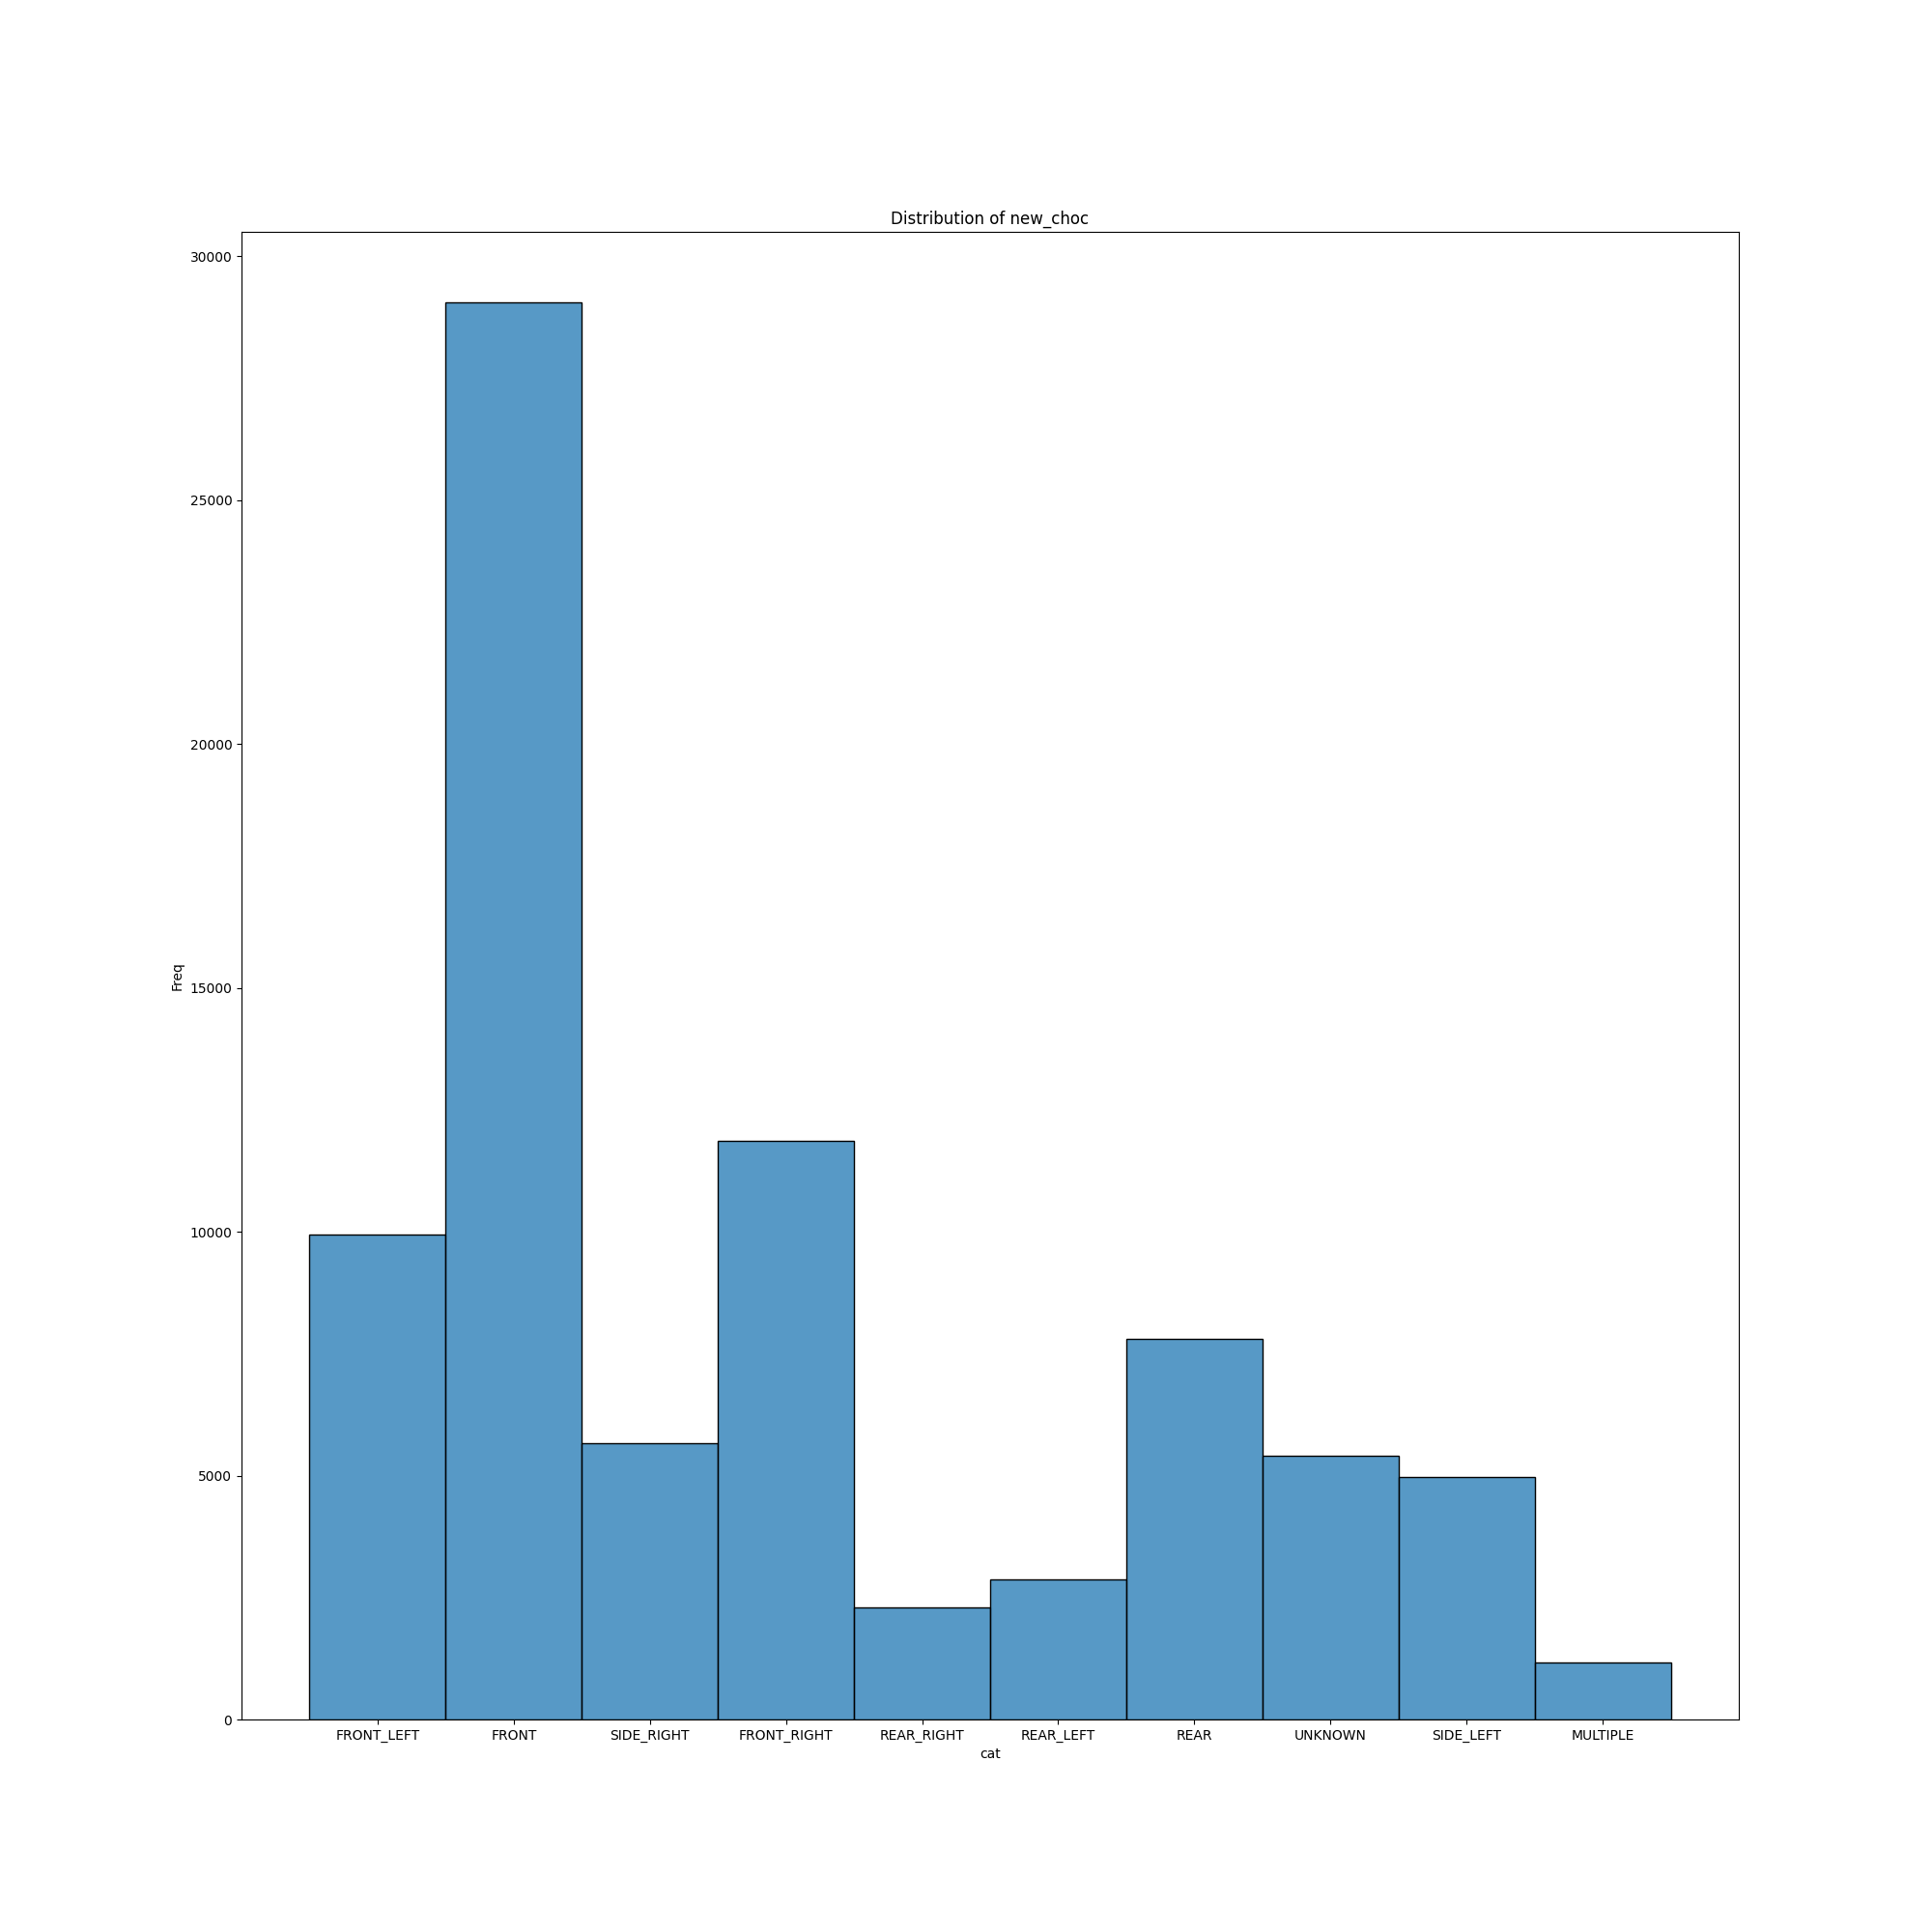 Distribution of new_choc
30000
25000
20000
15000
10000
5000
0
Freq
FRONT_LEFT FRONT SIDE_RIGHT FRONT_RIGHT REAR_RIGHT REAR_LEFT REAR UNKNOWN SIDE_LEFT MULTIPLE
cat